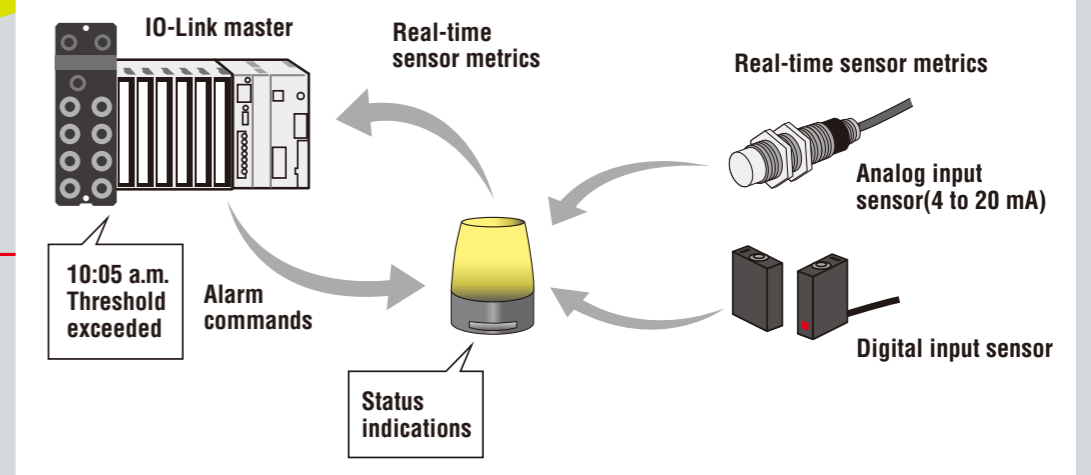 IO-Link master
Real-time
sensor metrics
Real-time sensor metrics
Analog input
sensor(4 to 20 mA)
10:05 a.m.
Threshold
exceeded
Alarm
commands
Digital input sensor
Status
indications